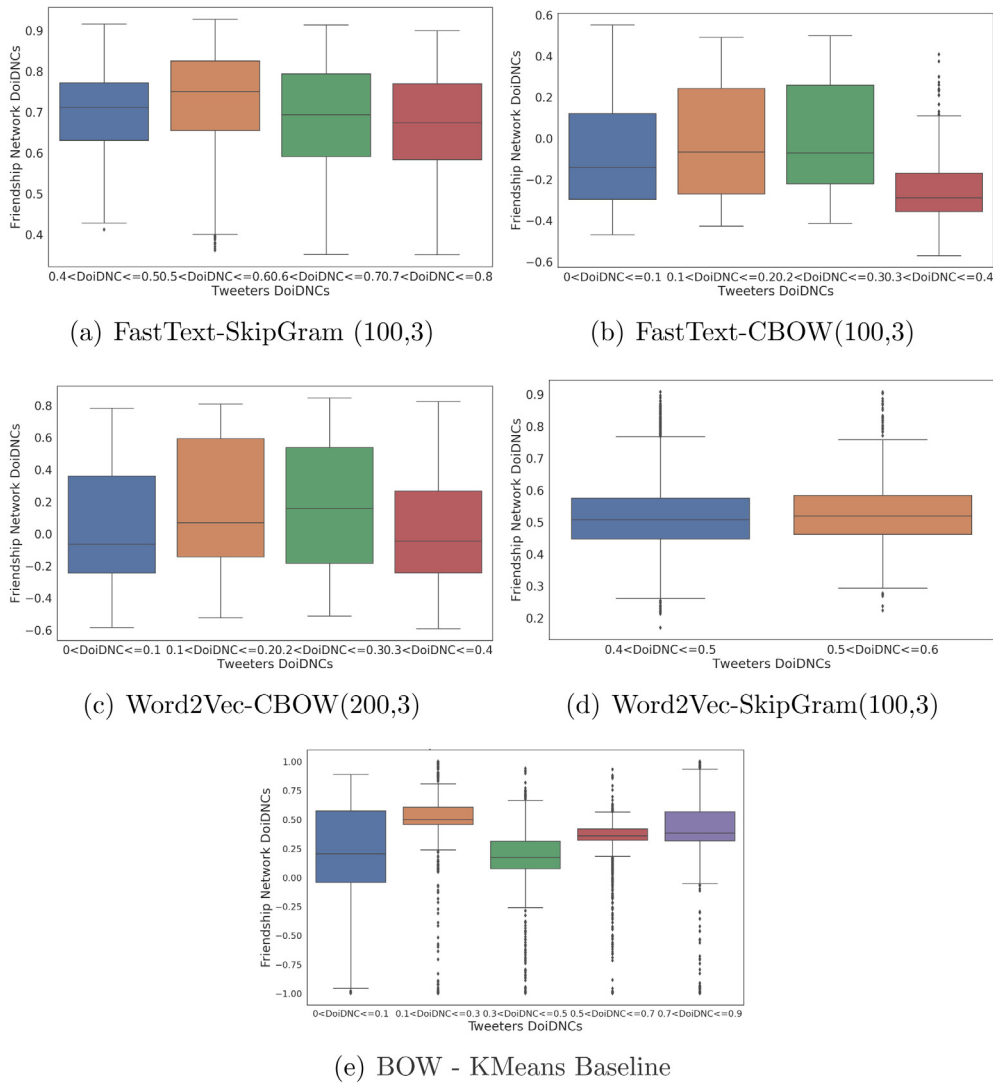 0.9
0.8
0.7
0.6
0.5
0.4
Friendship Network DoiDNCs
0.4<DoiDNC<=0.50.5<DoiDNC<=0.60.6<DoiDNC<=0.70.7<DoiDNC<=0.8
Tweeters DoiDNCs
(a) FastText-SkipGram (100,3)
0.6
0.4
0.2
0.0
−0.2
−0.4
−0.6
Friendship Network DoiDNCs
0<DoiDNC<=0.1 0.1<DoiDNC<=0.20.2<DoiDNC<=0.30.3<DoiDNC<=0.4
Tweeters DoiDNCs
(b) FastText-CBOW(100,3)
0.8
0.6
0.4
0.2
0.0
−0.2
−0.4
−0.6
Friendship Network DoiDNCs
0<DoiDNC<=0.1 0.1<DoiDNC<=0.20.2<DoiDNC<=0.30.3<DoiDNC<=0.4
Tweeters DoiDNCs
(c) Word2Vec-CBOW(200,3)
0.9
0.8
0.7
0.6
0.5
0.4
0.3
0.2
Friendship Network DoiDNCs
0.4<DoiDNC<=0.5 0.5<DoiDNC<=0.6
Tweeters DoiDNCs
(d) Word2Vec-SkipGram(100,3)
1.00
0.75
0.50
0.25
0.00
−0.25
−0.50
−0.75
−1.00
Friendship Network DoiDNCs
0<DoiDNC<=0.1 0.1<DoiDNC<=0.3 0.3<DoiDNC<=0.5 0.5<DoiDNC<=0.7 0.7<DoiDNC<=0.9
Tweeters DoiDNCs
(e) BOW - KMeans Baseline